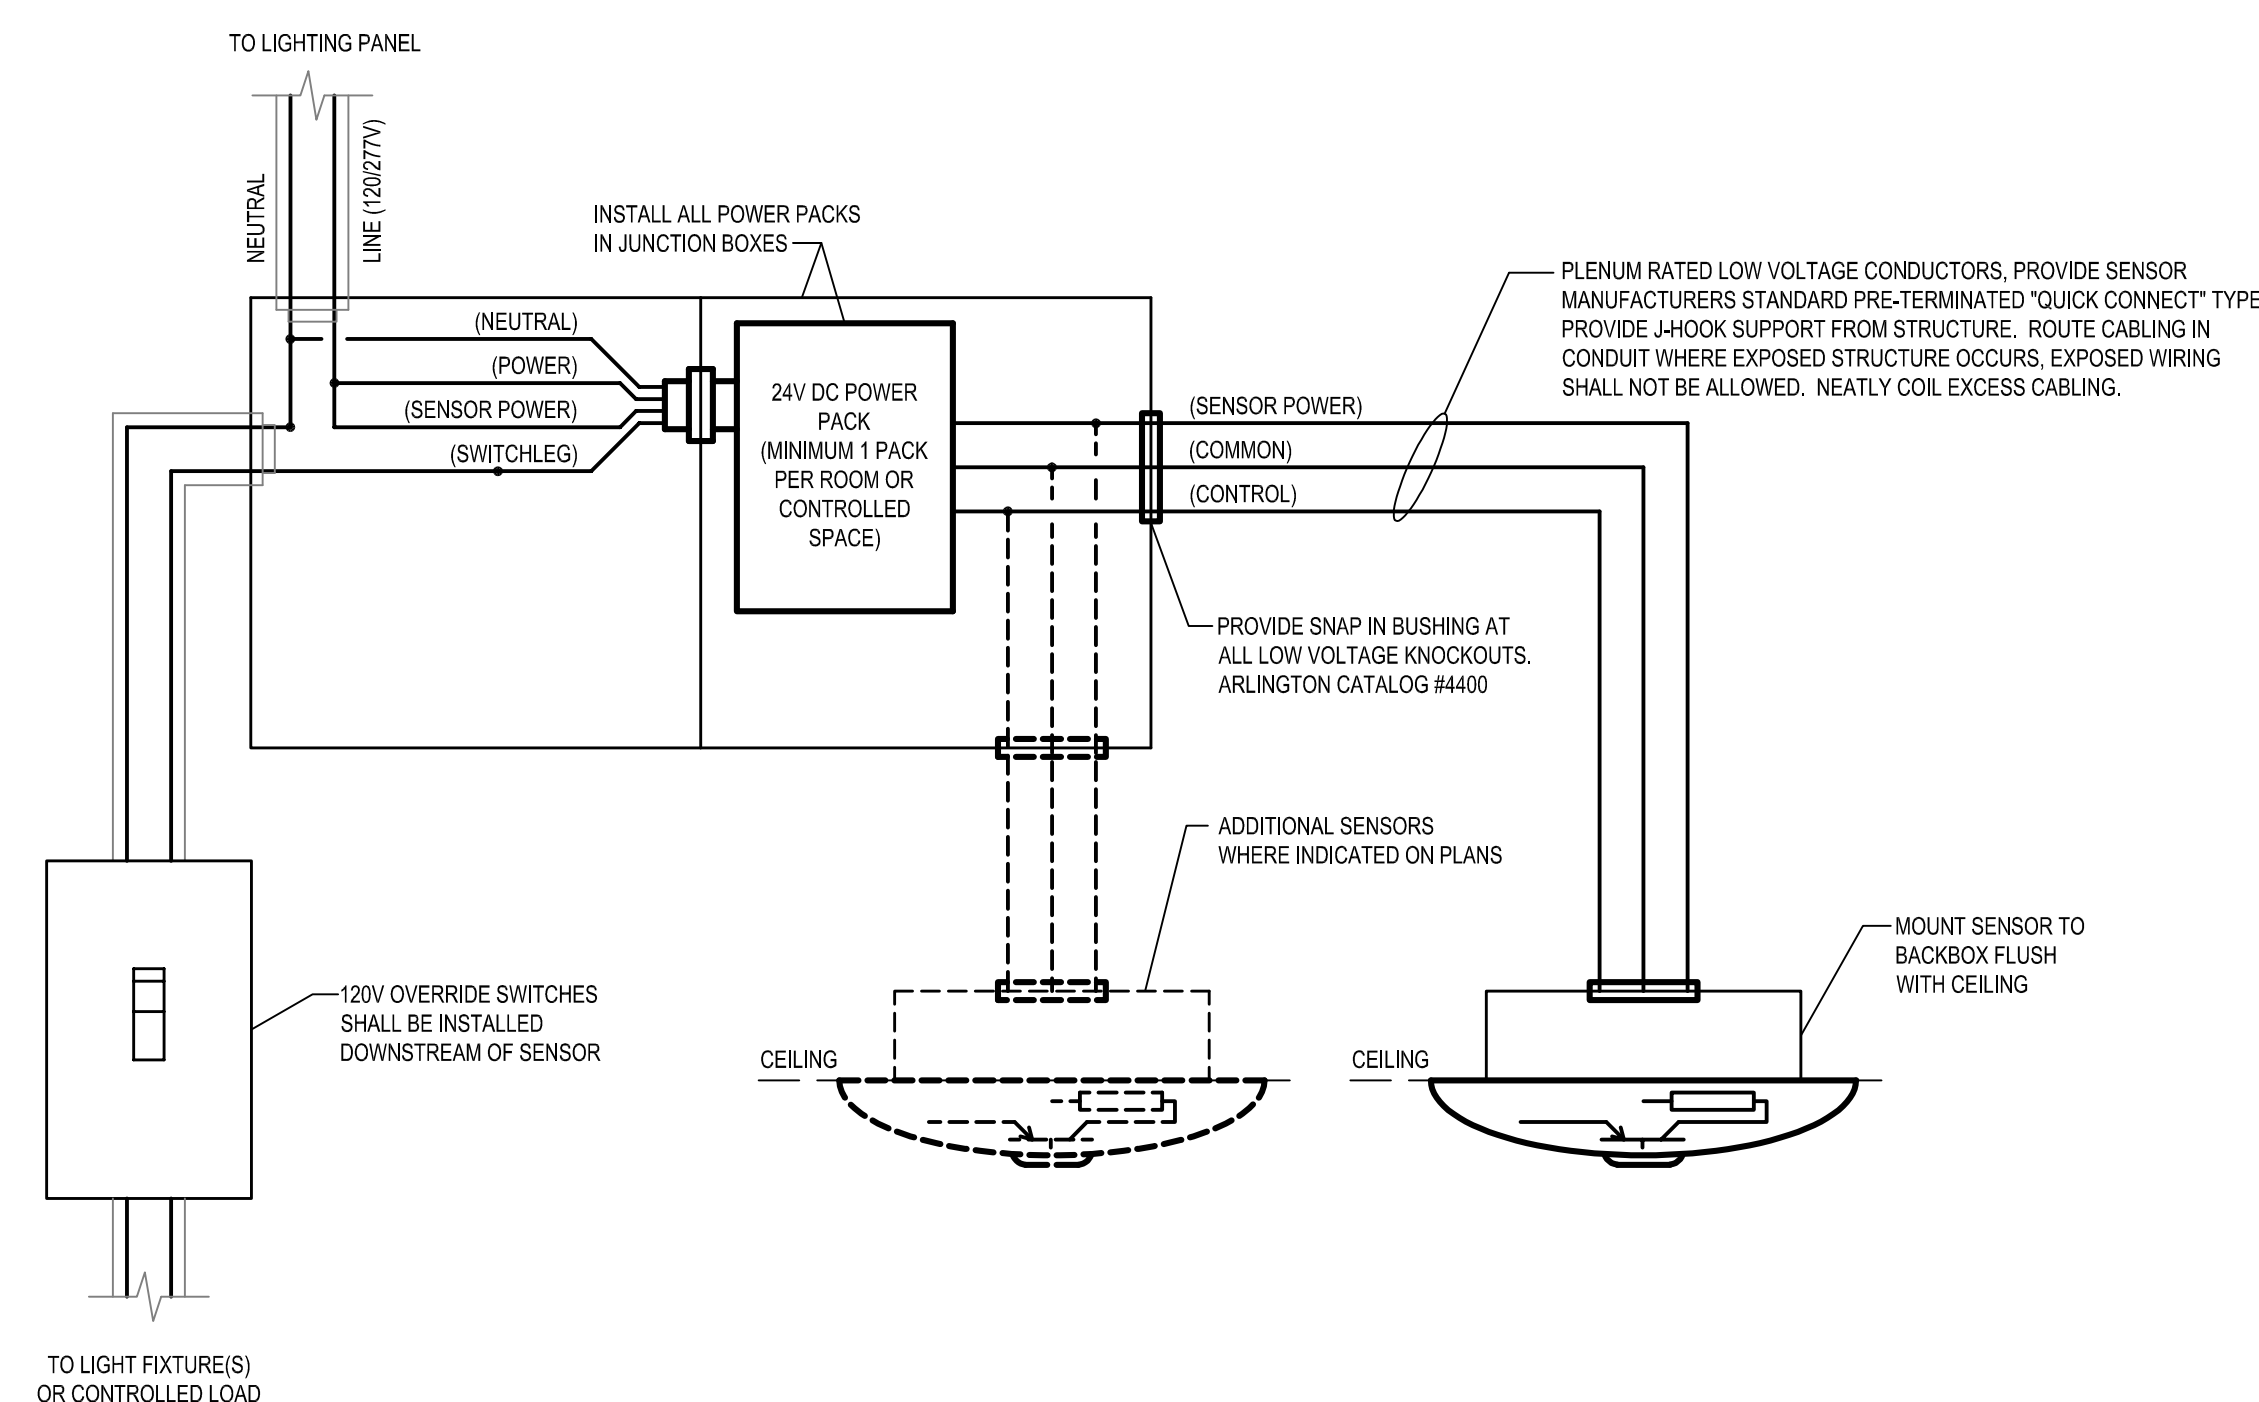 TO LIGHTING PANEL
NEUTRAL
LINE (120/277V)
INSTALL ALL POWER PACKS
IN JUNCTION BOXES
(NEUTRAL)
(POWER)
(SENSOR POWER)
(SWITCHLEG)
24V DC POWER
PACK
(MINIMUM 1 PACK
PER ROOM OR
CONTROLLED
SPACE)
(SENSOR POWER)
(COMMON)
(CONTROL)
PLENUM RATED LOW VOLTAGE CONDUCTORS, PROVIDE SENSOR
MANUFACTURERS STANDARD PRE-TERMINATED "QUICK CONNECT" TYPE
PROVIDE J-HOOK SUPPORT FROM STRUCTURE. ROUTE CABLING IN
CONDUIT WHERE EXPOSED STRUCTURE OCCURS, EXPOSED WIRING
SHALL NOT BE ALLOWED. NEATLY COIL EXCESS CABLING.
PROVIDE SNAP IN BUSHING AT
ALL LOW VOLTAGE KNOCKOUTS.
ARLINGTON CATALOG #4400
ADDITIONAL SENSORS
WHERE INDICATED ON PLANS
MOUNT SENSOR TO
BACKBOX FLUSH
WITH CEILING
120V OVERRIDE SWITCHES
SHALL BE INSTALLED
DOWNSTREAM OF SENSOR
CEILING
CEILING
TO LIGHT FIXTURE(S)
OR CONTROLLED LOAD